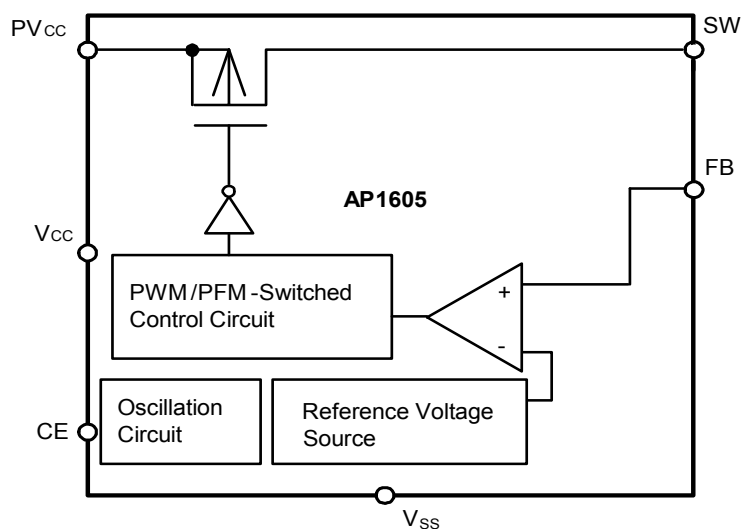 PVCC
SW
AP1605
FB
VCC
PWM/PFM-Switched
Control Circuit
+
-
Oscillation
Circuit
Reference Voltage
Source
CE
VSS